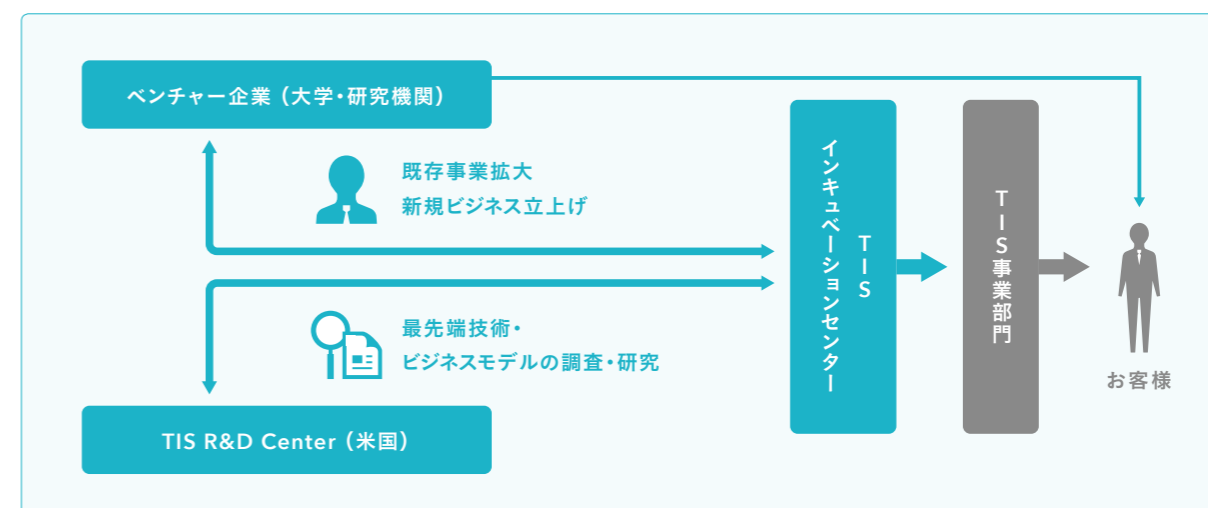 ベンチャー企業（大学・研究機関）
既存事業拡大
新規ビジネス立上げ
最先端技術・
ビジネスモデルの調査・研究
TIS R&D Center（米国）
TIS
インキュベーションセンター
TIS事業部門
お客様